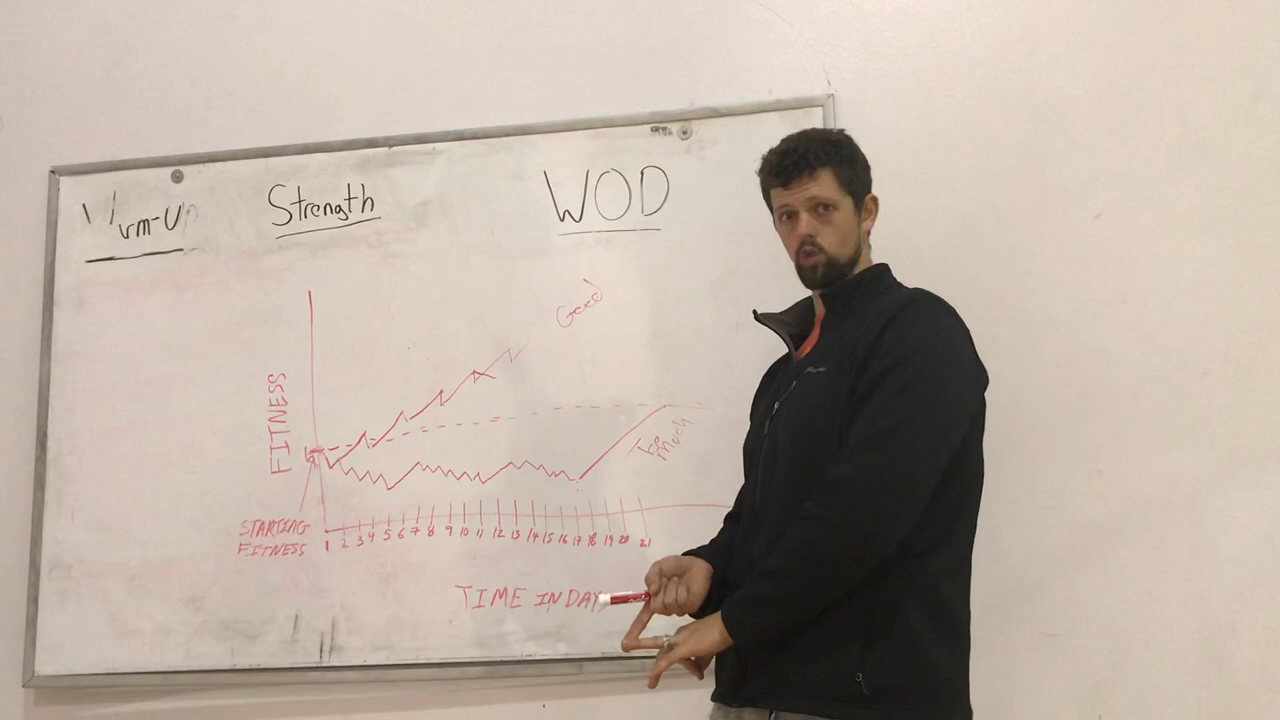 Strength
WOD
Good
FITNESS
Too
Much
STARTING
FITNESS
1 2 3 4 5 6 7 8 9 10 11 12 13 14 15 16 17 18 19 20 21
TIME IN DAY